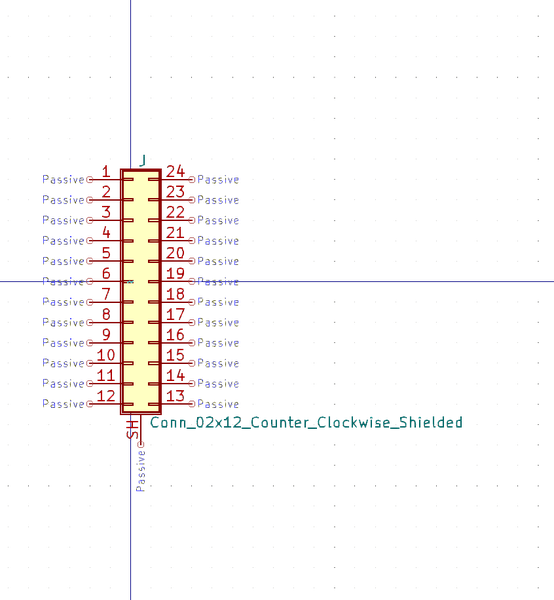 J
Passive 1 24 Passive
Passive 2 23 Passive
Passive 3 22 Passive
Passive 4 21 Passive
Passive 5 20 Passive
Passive 6 19 Passive
Passive 7 18 Passive
Passive 8 17 Passive
Passive 9 16 Passive
Passive 10 15 Passive
Passive 11 14 Passive
Passive 12 13 Passive
SH
Conn_02x12_Counter_Clockwise_Shielded
Passive